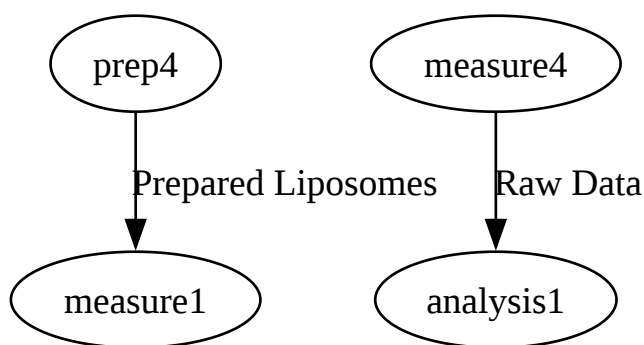 prep4
measure4
Prepared Liposomes
Raw Data
measure1
analysis1